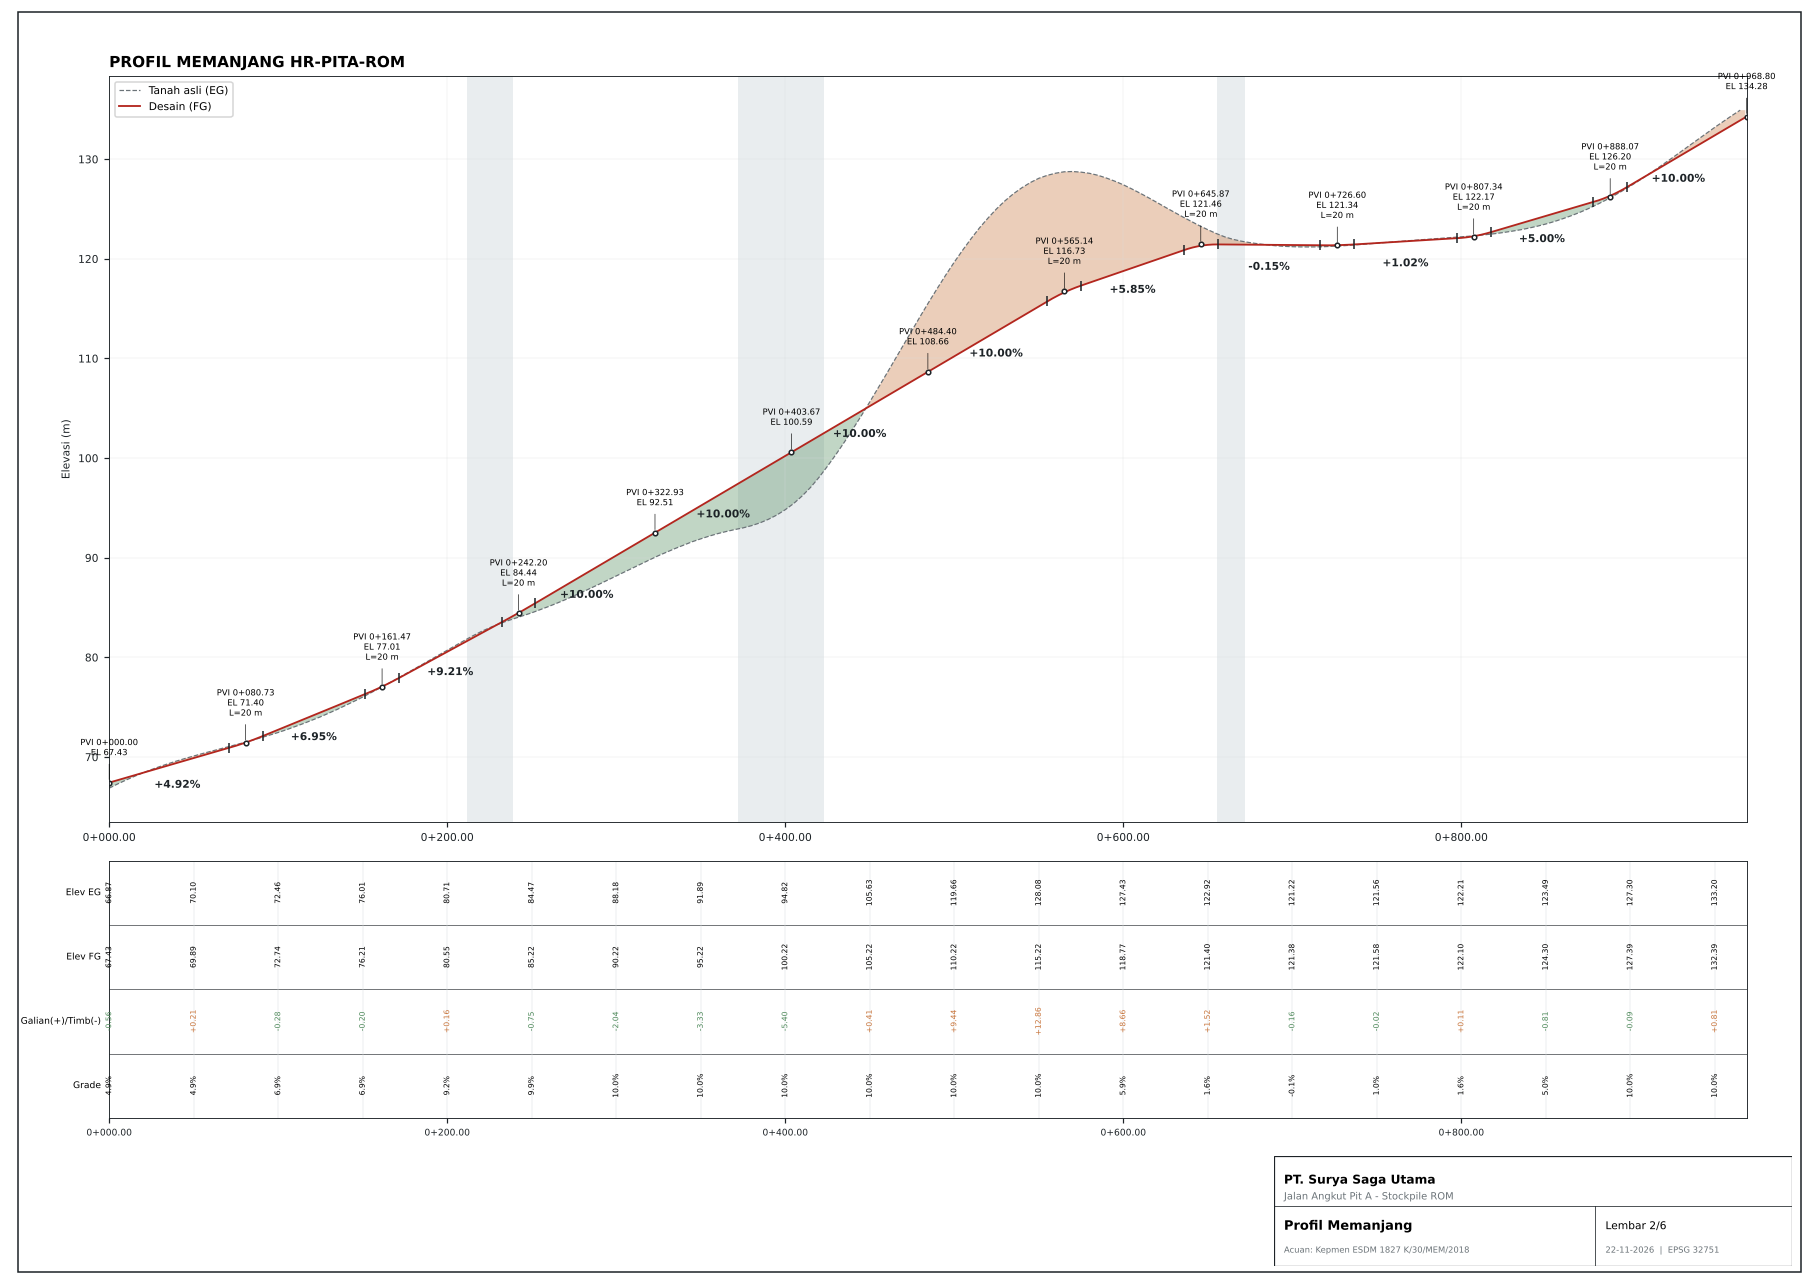 PROFIL MEMANJANG HR-PITA-ROM
Tanah asli (EG)
Desain (FG)
Elevasi (m)
130
120
110
100
90
80
70
PVI 0+000.00
EL 67.43
+4.92%
PVI 0+080.73
EL 71.40
L=20 m
+6.95%
PVI 0+161.47
EL 77.01
L=20 m
+9.21%
PVI 0+242.20
EL 84.44
L=20 m
+10.00%
PVI 0+322.93
EL 92.51
+10.00%
PVI 0+403.67
EL 100.59
+10.00%
PVI 0+484.40
EL 108.66
+10.00%
PVI 0+565.14
EL 116.73
L=20 m
+5.85%
PVI 0+645.87
EL 121.46
L=20 m
-0.15%
PVI 0+726.60
EL 121.34
L=20 m
+1.02%
PVI 0+807.34
EL 122.17
L=20 m
+5.00%
PVI 0+888.07
EL 126.20
L=20 m
+10.00%
PVI 0+968.80
EL 134.28
0+000.00 0+200.00 0+400.00 0+600.00 0+800.00
Elev EG 66.87 70.10 72.46 76.01 80.71 84.47 88.18 91.89 94.82 105.63 119.66 128.08 127.43 122.92 121.22 121.56 122.21 123.49 127.30 133.20
Elev FG 67.43 69.89 72.74 76.21 80.55 85.22 90.22 95.22 100.22 105.22 110.22 115.22 118.77 121.40 121.38 121.58 122.10 124.30 127.39 132.39
Galian(+)/Timb(-) -0.56 +0.21 -0.28 -0.20 +0.16 -0.75 -2.04 -3.33 -5.40 +0.41 +9.44 +12.86 +8.66 +1.52 -0.16 -0.02 +0.11 -0.81 -0.09 +0.81
Grade 4.9% 4.9% 6.9% 6.9% 9.2% 9.9% 10.0% 10.0% 10.0% 10.0% 10.0% 10.0% 5.9% 1.6% -0.1% 1.0% 1.6% 5.0% 10.0% 10.0%
0+000.00 0+200.00 0+400.00 0+600.00 0+800.00
PT. Surya Saga Utama
Jalan Angkut Pit A - Stockpile ROM
Profil Memanjang
Lembar 2/6
Acuan: Kepmen ESDM 1827 K/30/MEM/2018
22-11-2026 | EPSG 32751